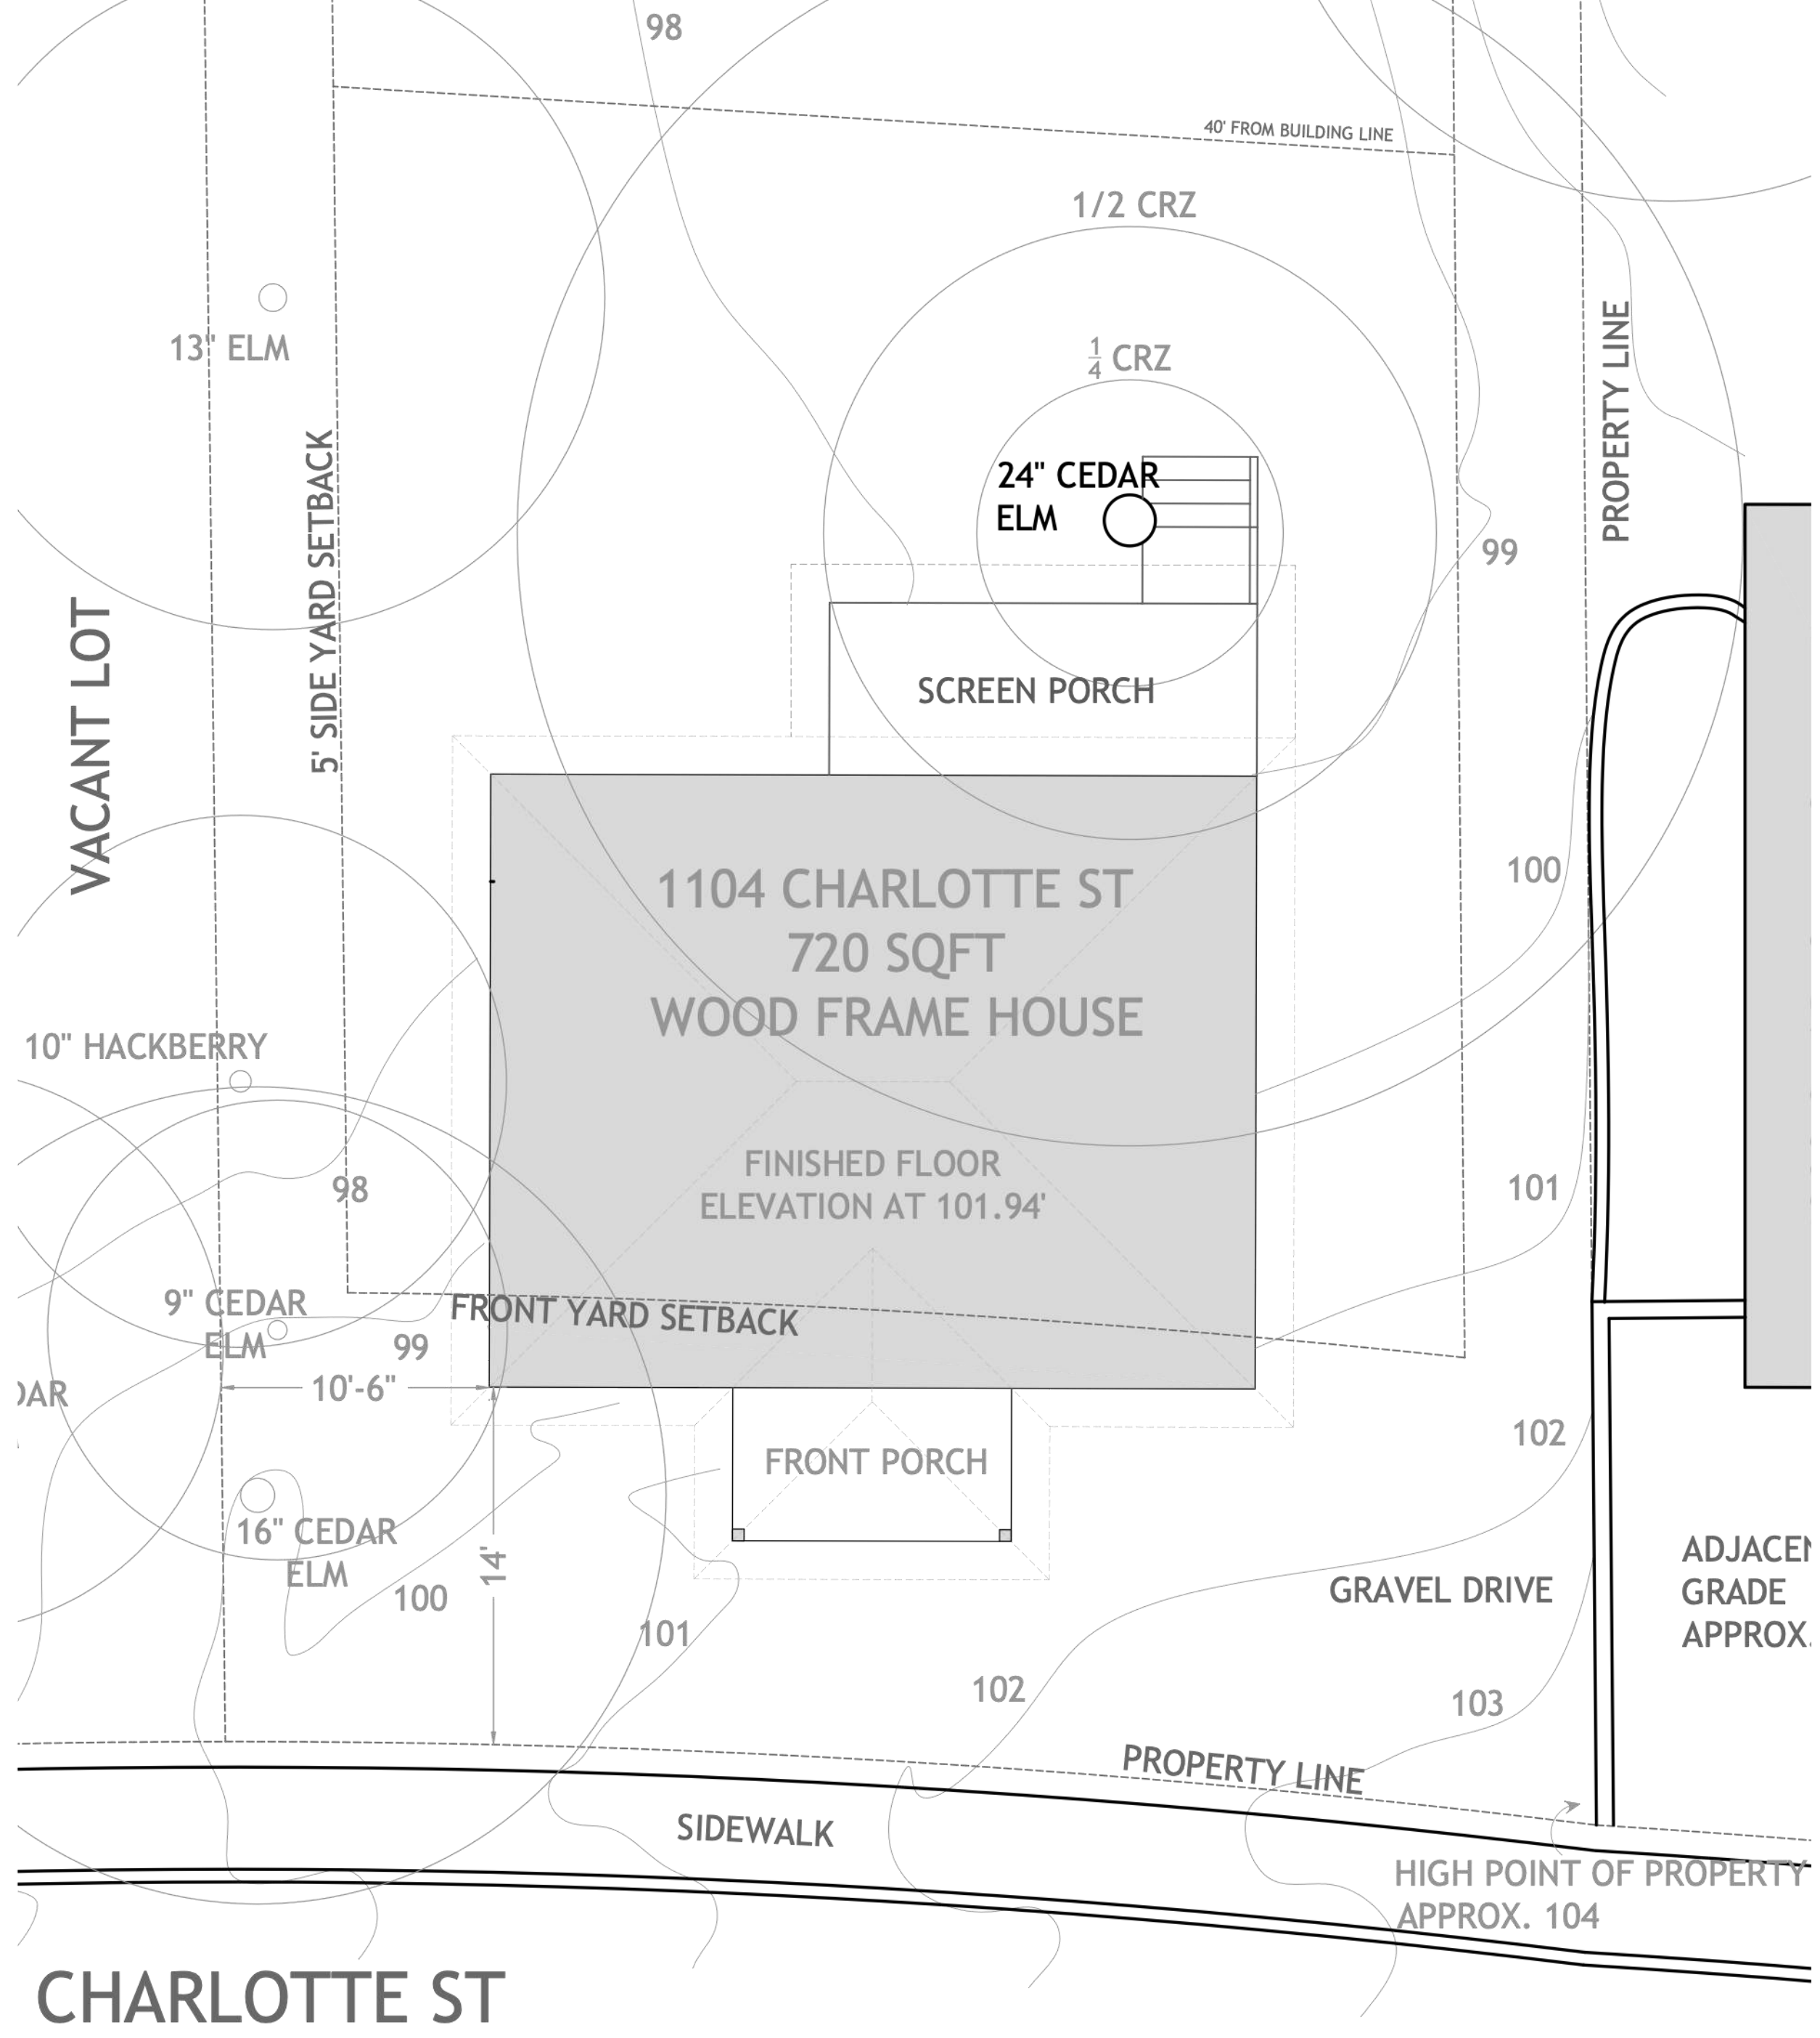 98
40' FROM BUILDING LINE
1/2 CRZ
13" ELM
1/4 CRZ
PROPERTY LINE
5' SIDE YARD SETBACK
24" CEDAR
ELM
99
VACANT LOT
SCREEN PORCH
1104 CHARLOTTE ST
720 SQFT
WOOD FRAME HOUSE
100
10" HACKBERRY
FINISHED FLOOR
ELEVATION AT 101.94'
98
101
9" CEDAR
ELM
FRONT YARD SETBACK
99
10'-6"
DAR
102
FRONT PORCH
16" CEDAR
ELM
14'
100
101
GRAVEL DRIVE
ADJACEN
GRADE
APPROX.
102
103
PROPERTY LINE
SIDEWALK
HIGH POINT OF PROPERTY
APPROX. 104
CHARLOTTE ST